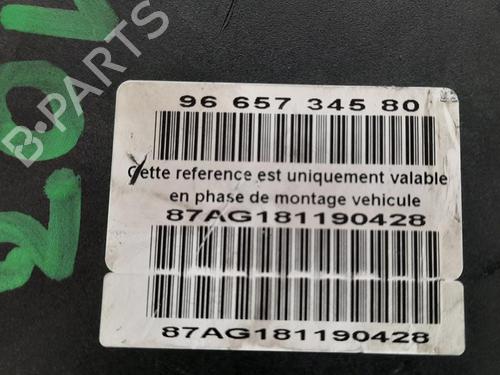 B-PARTS
96 657 345 80
Cette reference est uniquement valable
en phase de montage vehicule
87AG181190428
87AG181190428